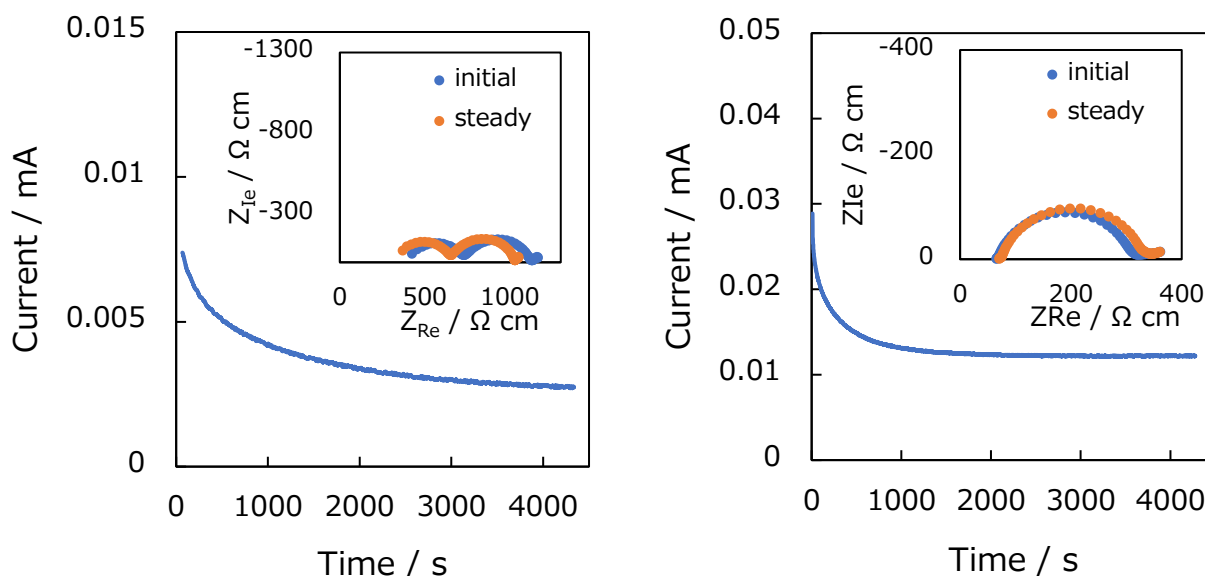 0.015
0.01
0.005
0
Current / mA
0
1000
2000
3000
4000
Time / s
-1300
-800
-300
Z_Ie / Ω cm
initial
steady
0
500
1000
Z_Re / Ω cm
0.05
0.04
0.03
0.02
0.01
0
Current / mA
0
1000
2000
3000
4000
Time / s
-400
-200
0
ZIe / Ω cm
initial
steady
0
200
400
ZRe / Ω cm